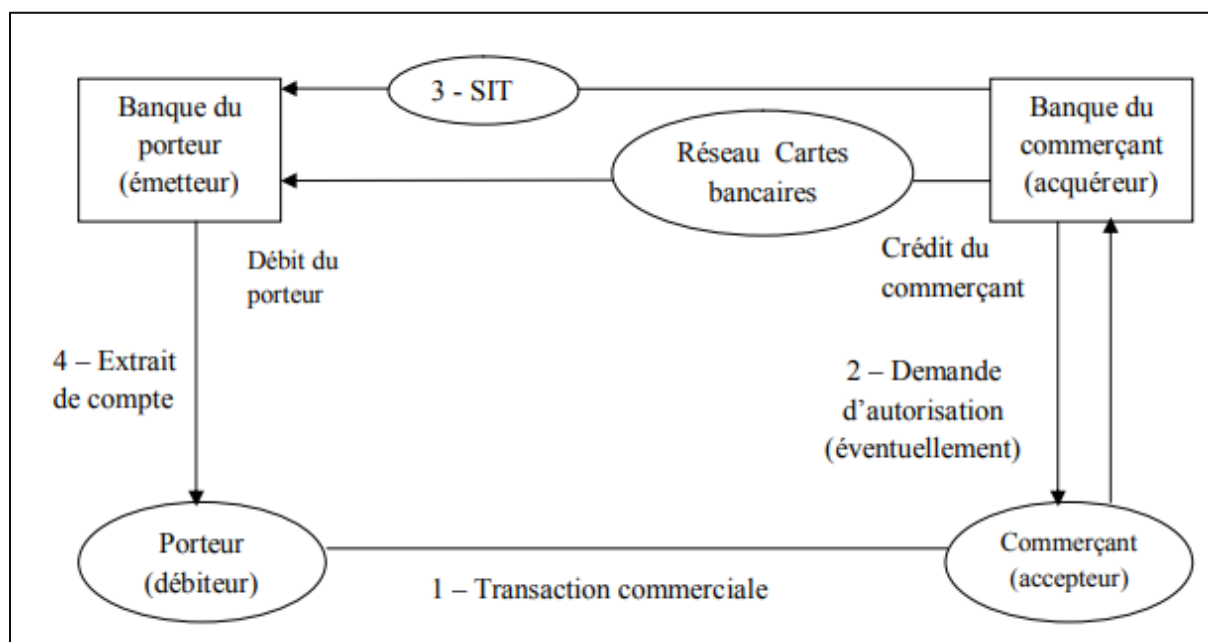 3 - SIT
Banque du
porteur
(émetteur)
Réseau Cartes
bancaires
Banque du
commerçant
(acquéreur)
Débit du
porteur
Crédit du
commerçant
4 – Extrait
de compte
2 – Demande
d’autorisation
(éventuellement)
Porteur
(débiteur)
1 – Transaction commerciale
Commerçant
(accepteur)